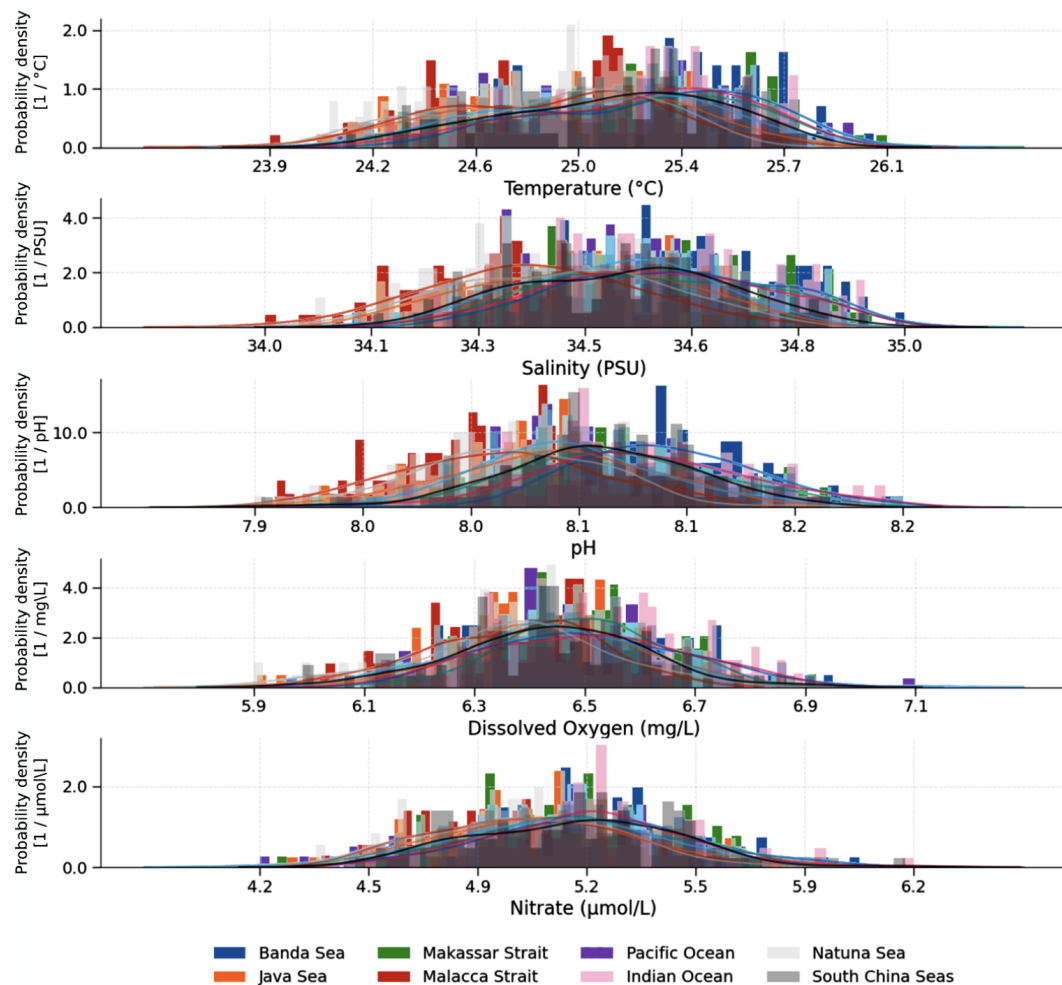 Probability density
[1 / °C]
2.0
1.0
0.0
23.9 24.2 24.6 25.0 25.4 25.7 26.1
Temperature (°C)
Probability density
[1 / PSU]
4.0
2.0
0.0
34.0 34.1 34.3 34.5 34.6 34.8 35.0
Salinity (PSU)
Probability density
[1 / pH]
10.0
0.0
7.9 8.0 8.0 8.1 8.1 8.2 8.2
pH
Probability density
[1 / mg\L]
4.0
2.0
0.0
5.9 6.1 6.3 6.5 6.7 6.9 7.1
Dissolved Oxygen (mg/L)
Probability density
[1 / μmol\L]
2.0
0.0
4.2 4.5 4.9 5.2 5.5 5.9 6.2
Nitrate (μmol/L)
Banda Sea Makassar Strait Pacific Ocean Natuna Sea
Java Sea Malacca Strait Indian Ocean South China Seas